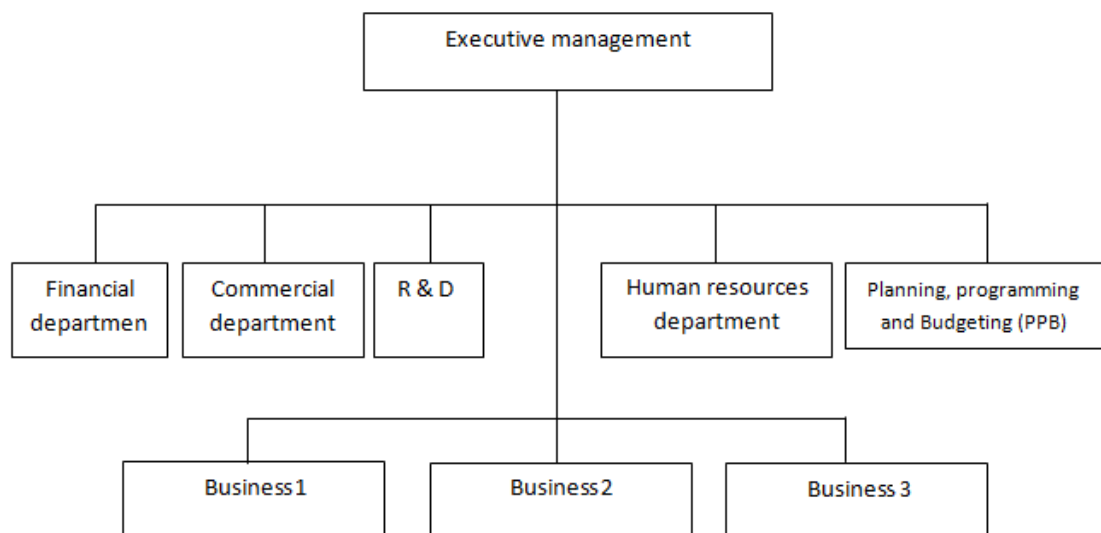 Executive management
Financial
departmen
Commercial
department
R & D
Human resources
department
Planning, programming
and Budgeting (PPB)
Business1
Business2
Business 3